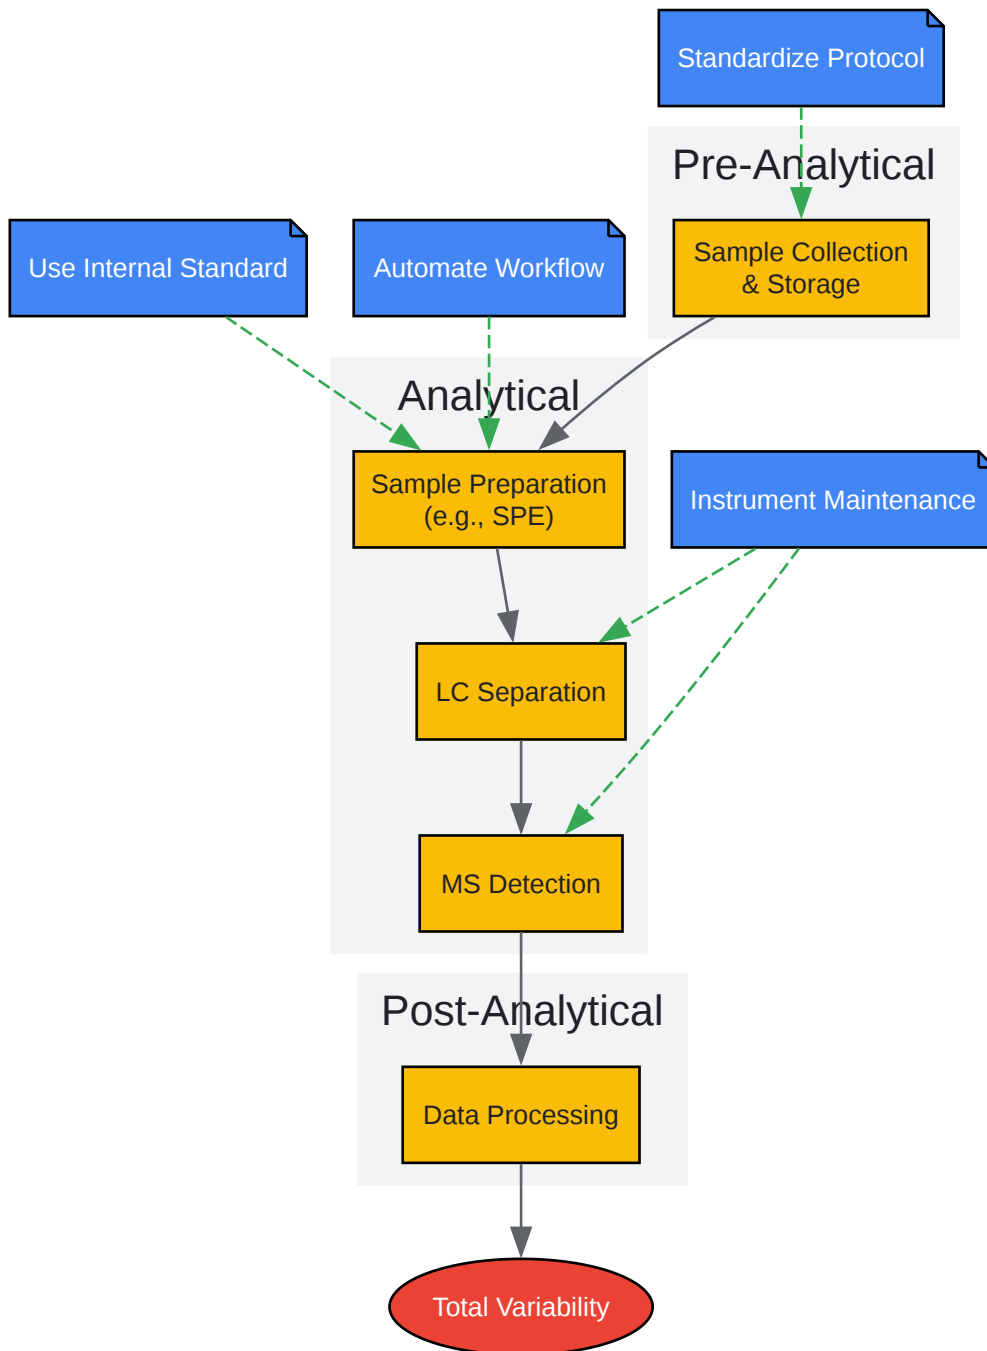 Standardize Protocol
Pre-Analytical
Use Internal Standard
Automate Workflow
Sample Collection
& Storage
Analytical
Sample Preparation
(e.g., SPE)
Instrument Maintenance
LC Separation
MS Detection
Post-Analytical
Data Processing
Total Variability